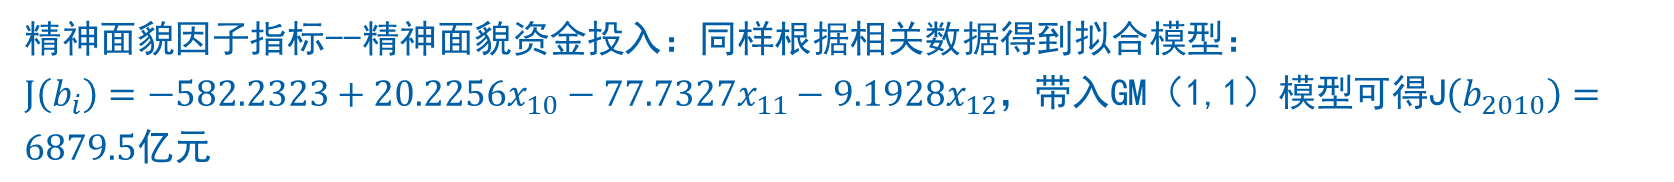 精神面貌因子指标--精神面貌资金投入：同样根据相关数据得到拟合模型：
J(b_i) = −582.2323 + 20.2256x_10 − 77.7327x_11 − 9.1928x_12，带入GM（1,1）模型可得J(b_2010) =
6879.5亿元